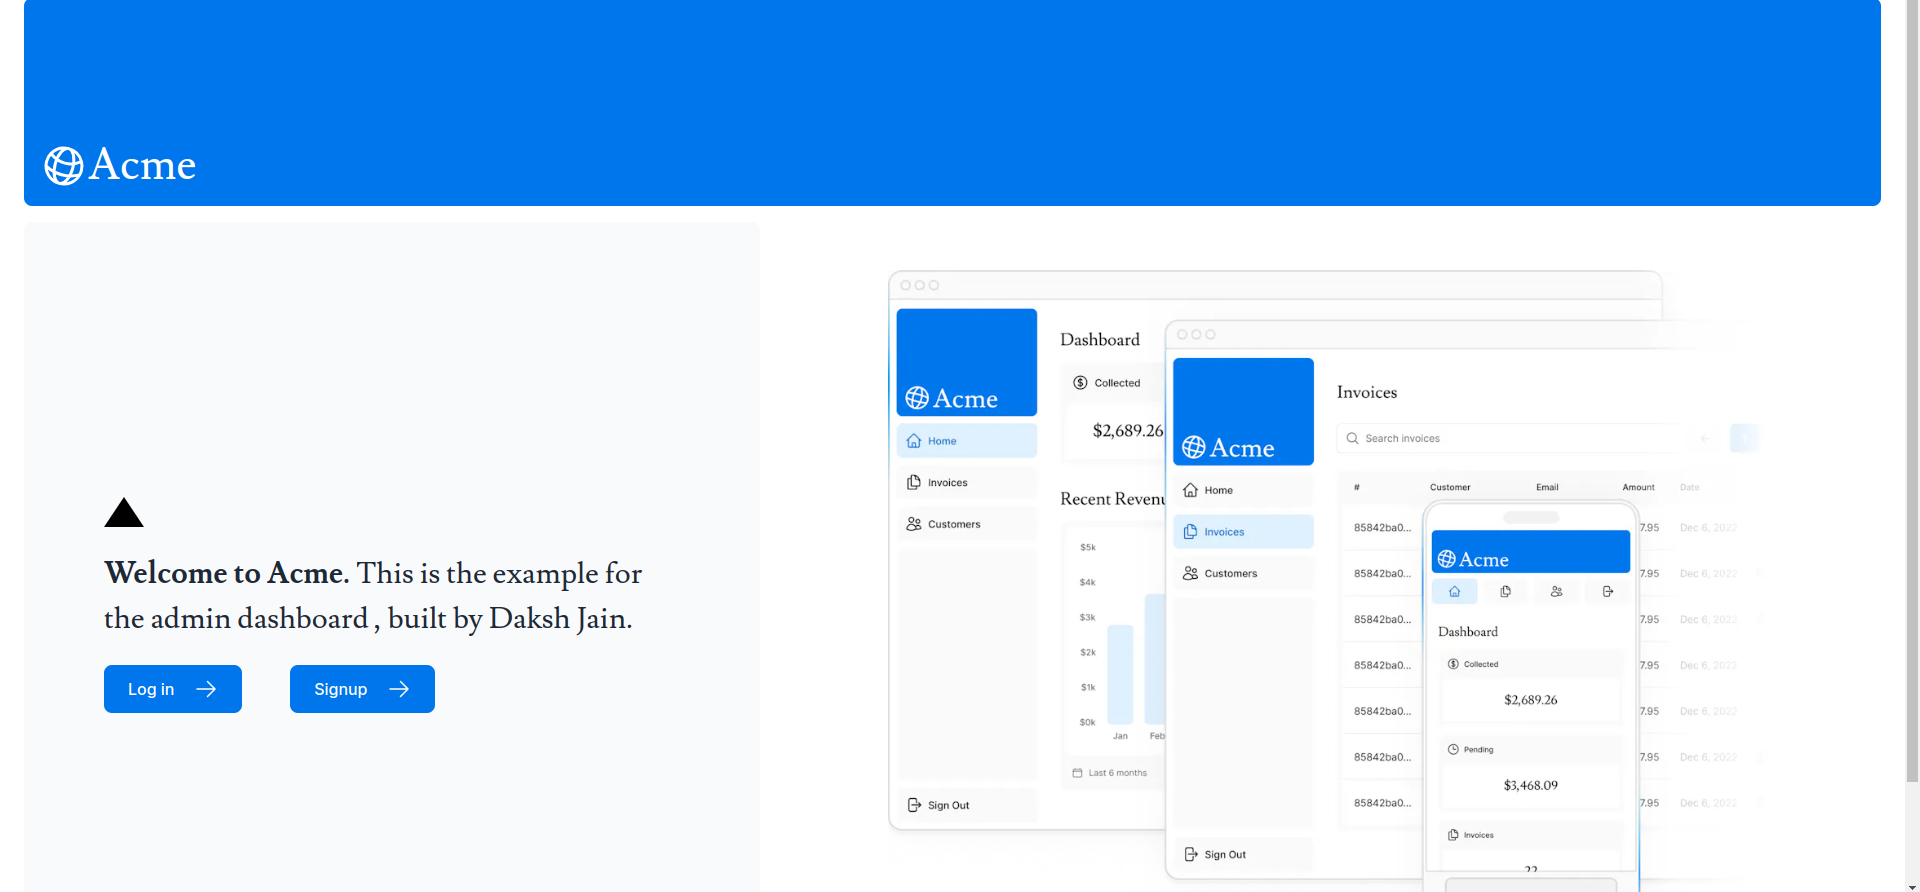 Acme
Welcome to Acme. This is the example for
the admin dashboard , built by Daksh Jain.
Log in
Signup
Acme
Home
Invoices
Customers
Sign Out
Dashboard
Collected
$2,689.26
Recent
$5k
$4k
$3k
$2k
$1k
$0k
Jan
Feb
Last 6 months
Acme
Home
Invoices
Customers
Sign Out
Invoices
Search invoices
# Customer Email Amount Date
85842ba0... 7.95 Dec 6, 2022
85842ba0... 7.95 Dec 6, 2022
85842ba0... 7.95 Dec 6, 2022
85842ba0... 7.95 Dec 6, 2022
85842ba0... 7.95 Dec 6, 2022
85842ba0... 7.95 Dec 6, 2022
85842ba0... 7.95 Dec 6, 2022
Acme
Dashboard
Collected
$2,689.26
Pending
$3,468.09
Invoices